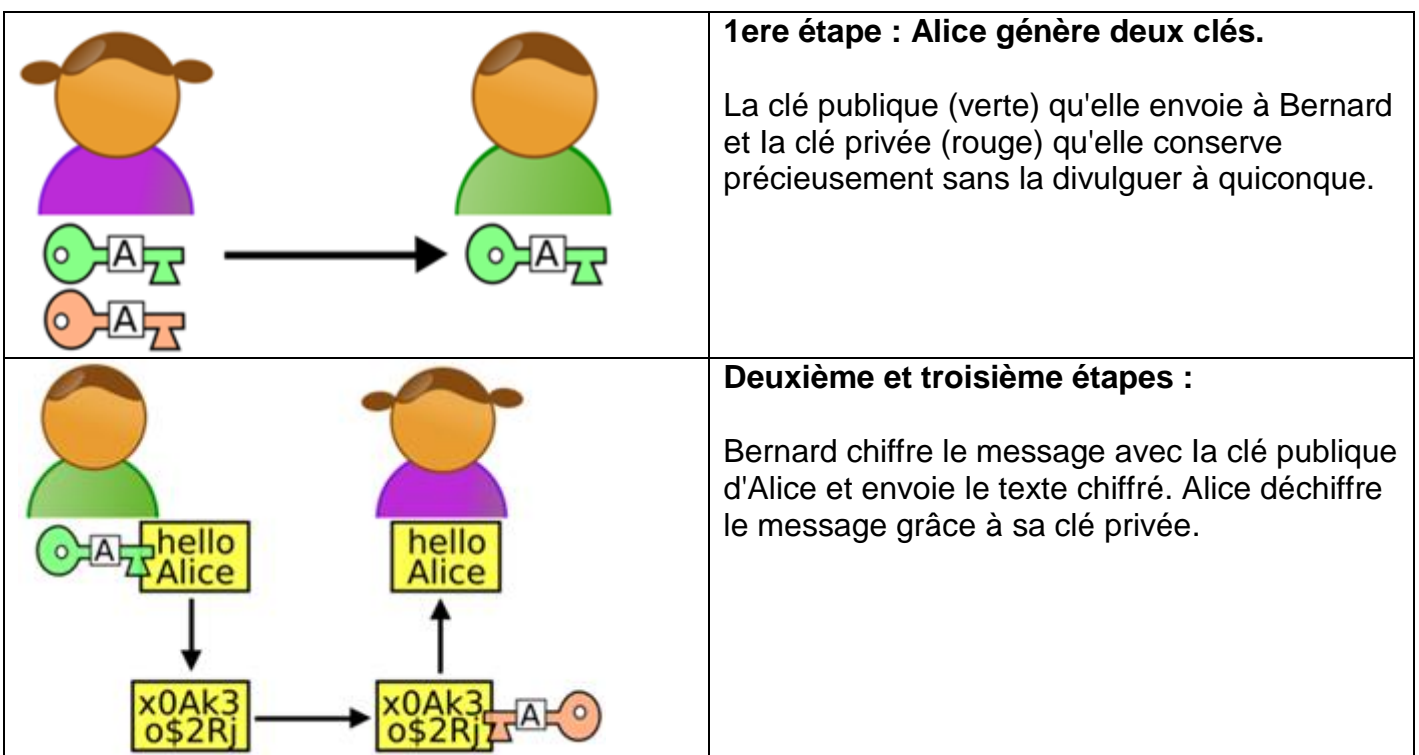 1ere étape : Alice génère deux clés.
La clé publique (verte) qu'elle envoie à Bernard
et la clé privée (rouge) qu'elle conserve
précieusement sans la divulguer à quiconque.
A
A
A
Deuxième et troisième étapes :
Bernard chiffre le message avec la clé publique
d'Alice et envoie le texte chiffré. Alice déchiffre
le message grâce à sa clé privée.
A
hello
Alice
hello
Alice
x0Ak3
o$2Rj
x0Ak3
o$2Rj
A